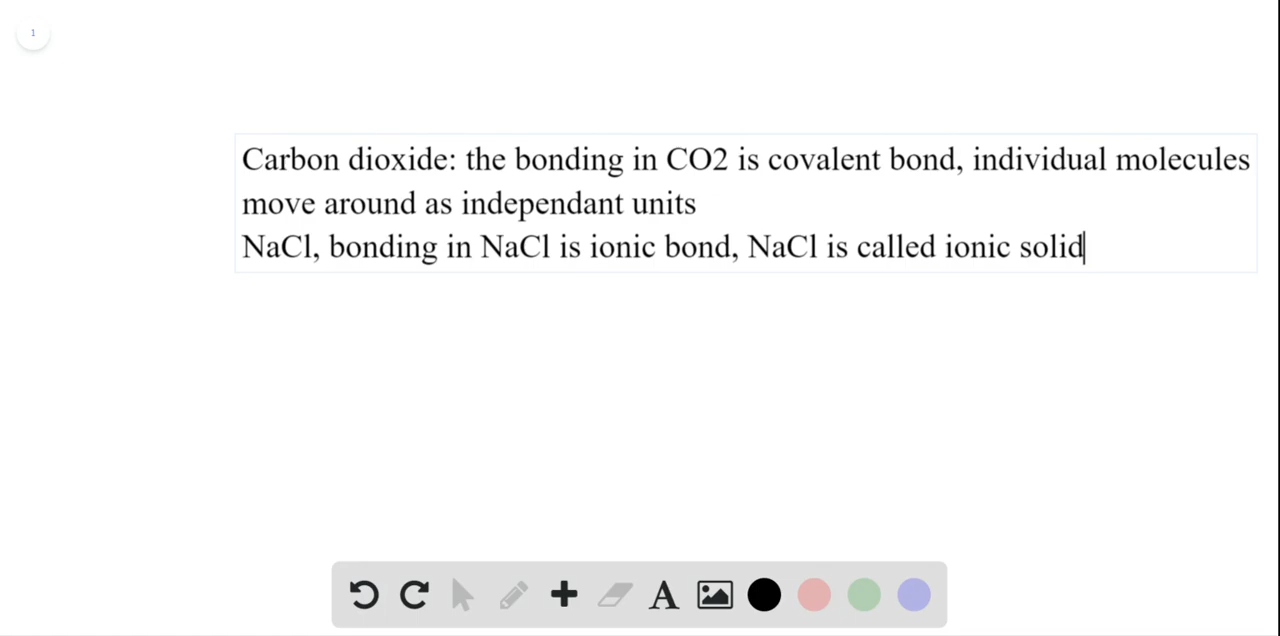 1
Carbon dioxide: the bonding in CO2 is covalent bond, individual molecules
move around as independant units
NaCl, bonding in NaCl is ionic bond, NaCl is called ionic solid
A